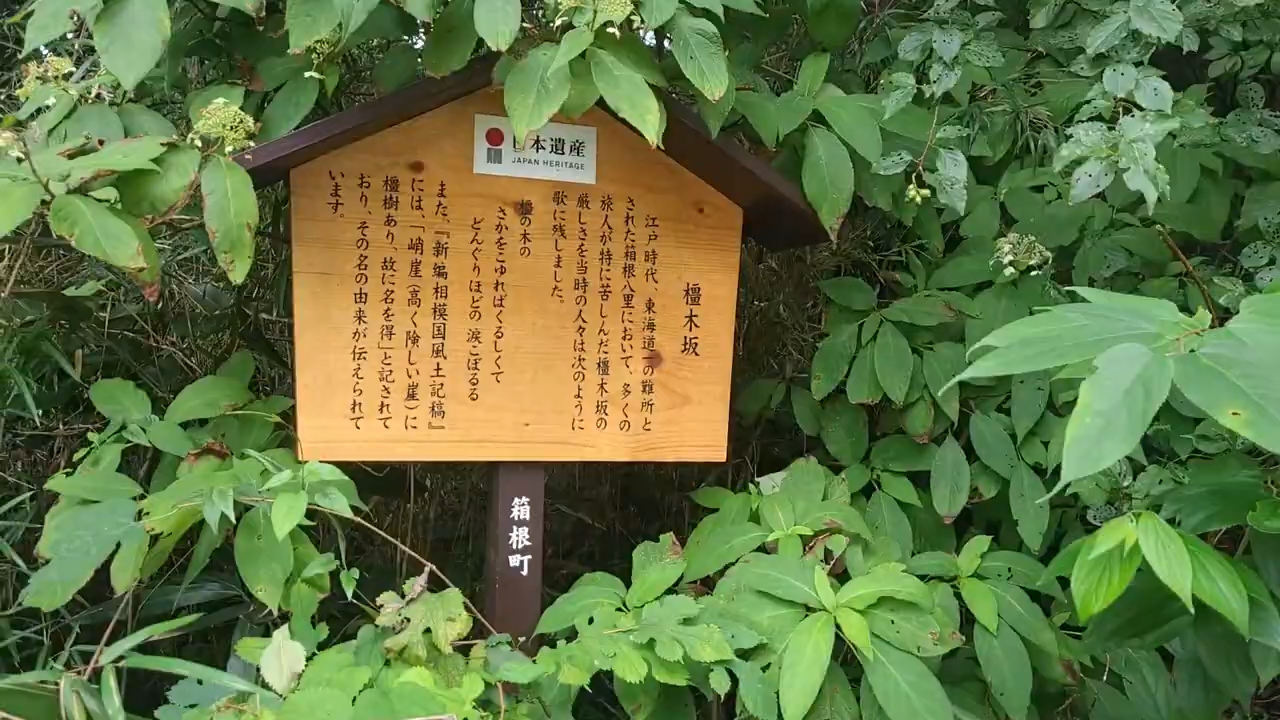 日本遺産
JAPAN HERITAGE
橿木坂
江戸時代、東海道一の難所と
された箱根八里において、多くの
旅人が特に苦しんだ橿木坂の
厳しさを当時の人々は次のように
歌に残しました。
橿の木の
さかをこゆればくるしくて
どんぐりほどの 涙こぼるる
また、『新編相模国風土記稿』
には、「峭崖(高く険しい崖)に
橿樹あり、故に名を得」と記されて
おり、その名の由来が伝えられて
います。
箱根町